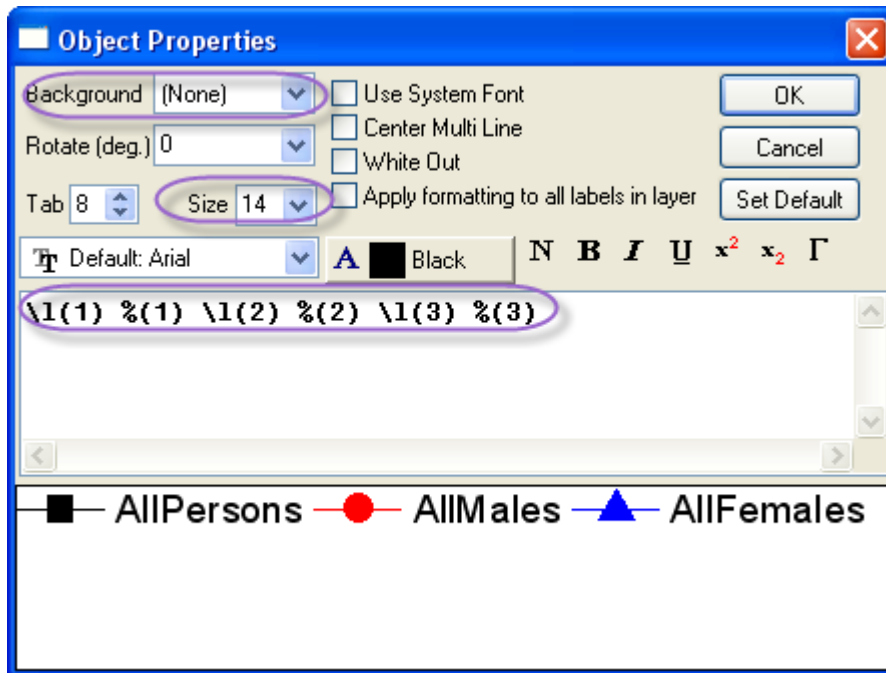 Object Properties
Background (None)
Use System Font
OK
Rotate (deg.) 0
Center Multi Line
White Out
Cancel
Tab 8 Size 14
Apply formatting to all labels in layer
Set Default
Default: Arial
A Black
N B I U x² x₂ Γ
\l(1) %(1) \l(2) %(2) \l(3) %(3)
AllPersons AllMales AllFemales